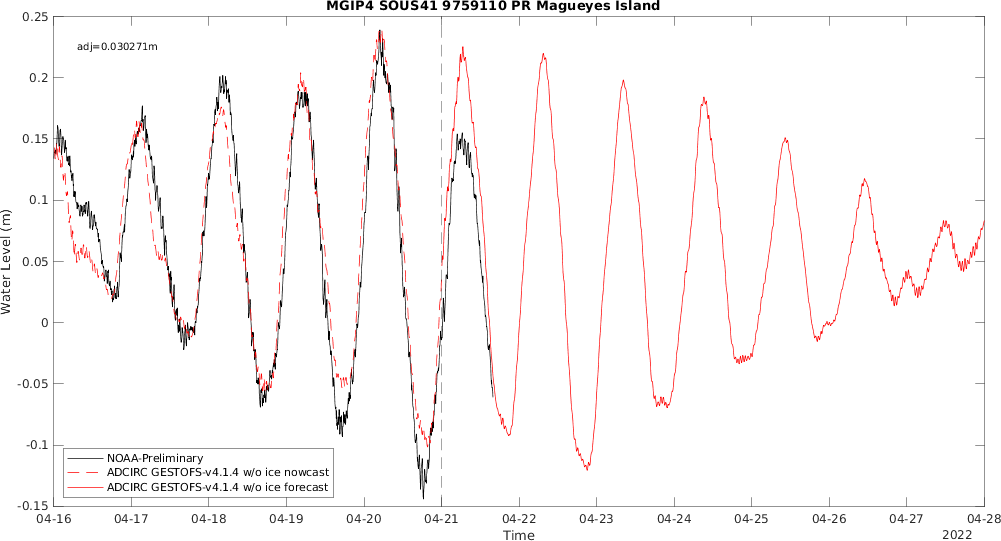 MGIP4 SOUS41 9759110 PR Magueyes Island
adj=0.030271m
0.25
0.2
0.15
0.1
0.05
0
-0.05
-0.1
-0.15
Water Level (m)
NOAA-Preliminary
ADCIRC GESTOFS-v4.1.4 w/o ice nowcast
ADCIRC GESTOFS-v4.1.4 w/o ice forecast
04-16 04-17 04-18 04-19 04-20 04-21 04-22 04-23 04-24 04-25 04-26 04-27 04-28
Time
2022